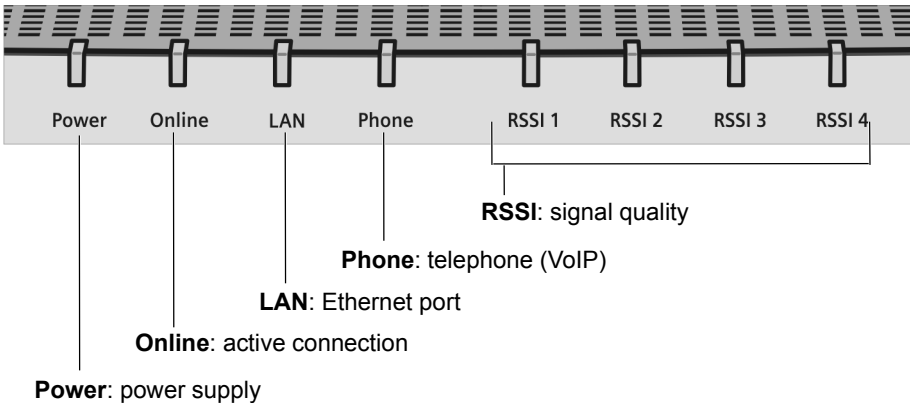 Power Online LAN Phone RSSI 1 RSSI 2 RSSI 3 RSSI 4
RSSI: signal quality
Phone: telephone (VoIP)
LAN: Ethernet port
Online: active connection
Power: power supply